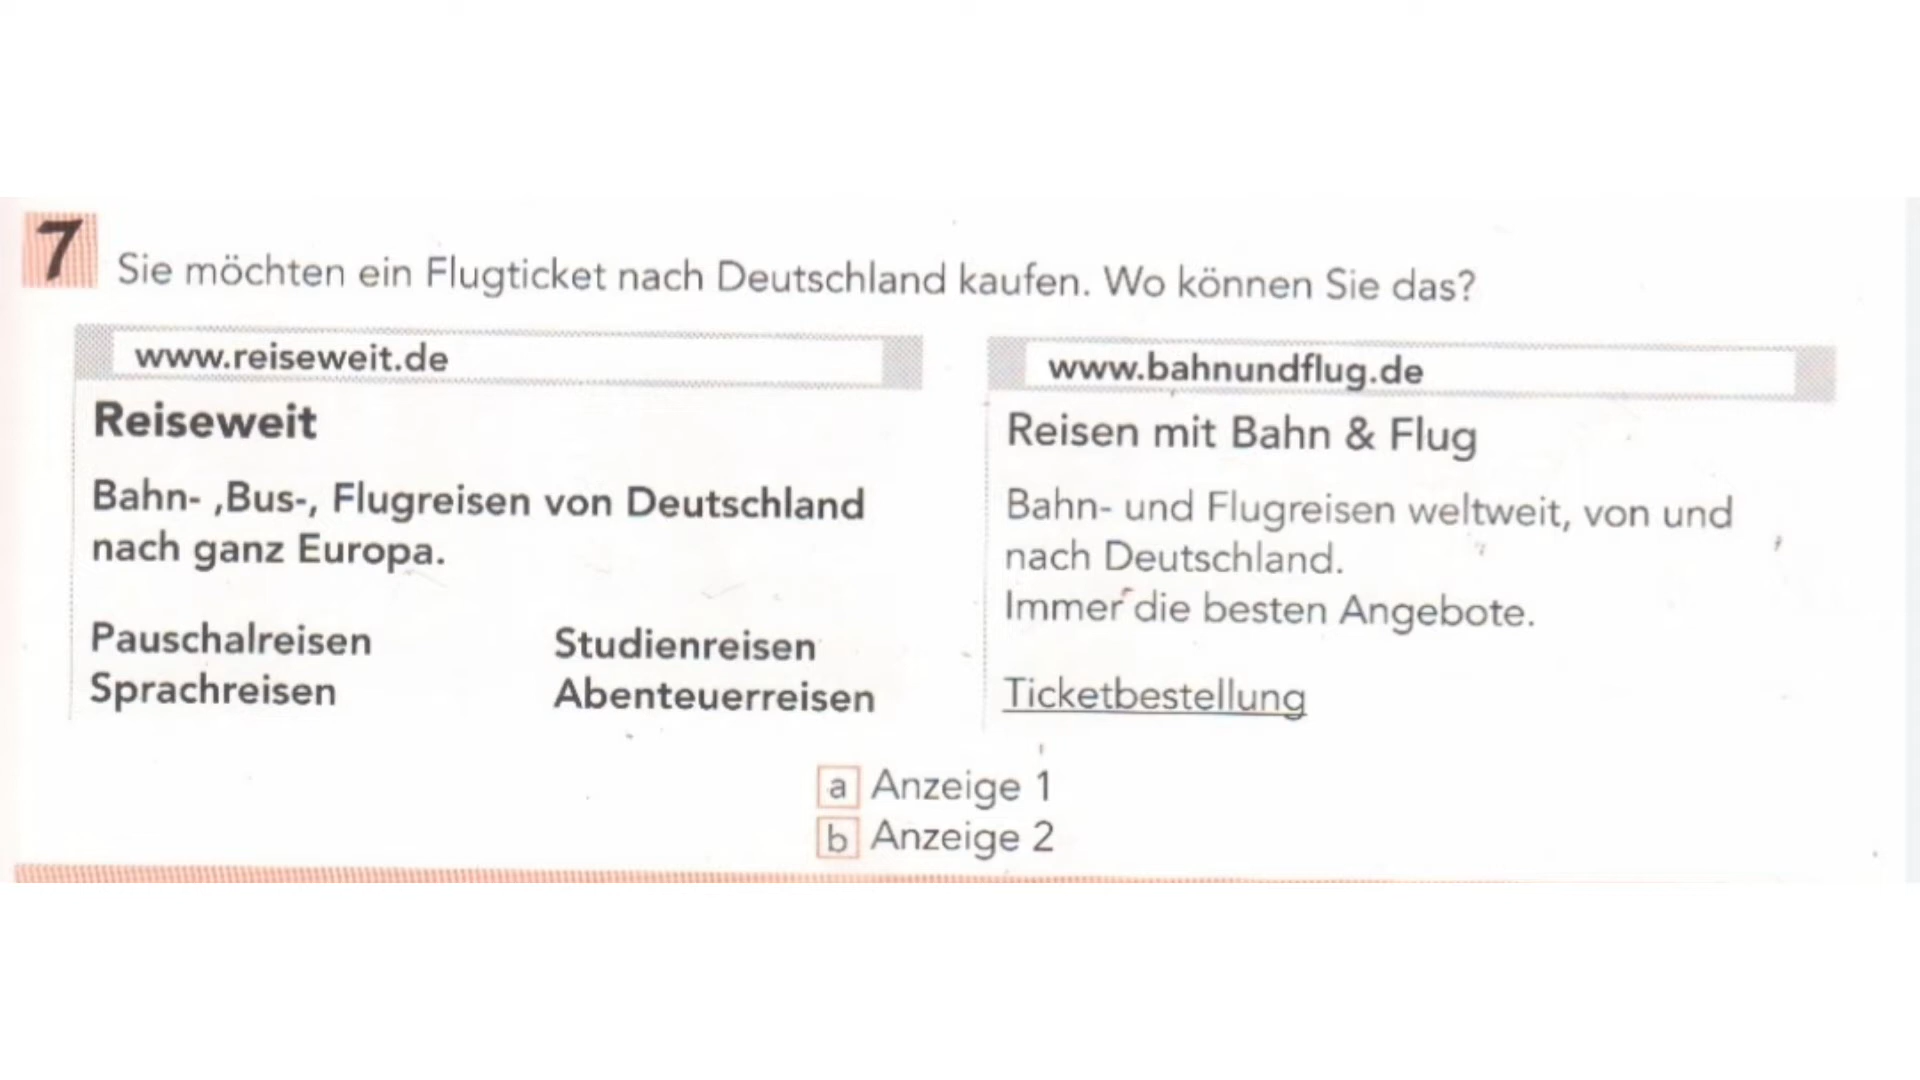 7
Sie möchten ein Flugticket nach Deutschland kaufen. Wo können Sie das?
www.reiseweit.de
Reiseweit
Bahn- ,Bus-, Flugreisen von Deutschland
nach ganz Europa.
Pauschalreisen
Sprachreisen
Studienreisen
Abenteuerreisen
www.bahnundflug.de
Reisen mit Bahn & Flug
Bahn- und Flugreisen weltweit, von und
nach Deutschland.
Immer die besten Angebote.
Ticketbestellung
a Anzeige 1
b Anzeige 2